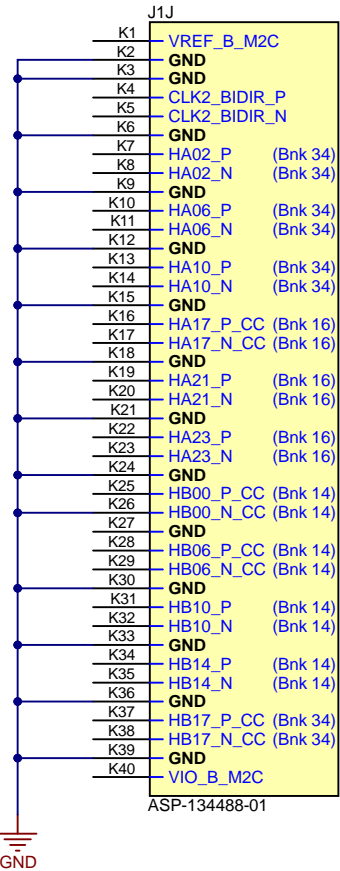 J1J
K1 VREF_B_M2C
K2 GND
K3 GND
K4 CLK2_BIDIR_P
K5 CLK2_BIDIR_N
K6 GND
K7 HA02_P (Bnk 34)
K8 HA02_N (Bnk 34)
K9 GND
K10 HA06_P (Bnk 34)
K11 HA06_N (Bnk 34)
K12 GND
K13 HA10_P (Bnk 34)
K14 HA10_N (Bnk 34)
K15 GND
K16 HA17_P_CC (Bnk 16)
K17 HA17_N_CC (Bnk 16)
K18 GND
K19 HA21_P (Bnk 16)
K20 HA21_N (Bnk 16)
K21 GND
K22 HA23_P (Bnk 16)
K23 HA23_N (Bnk 16)
K24 GND
K25 HB00_P_CC (Bnk 14)
K26 HB00_N_CC (Bnk 14)
K27 GND
K28 HB06_P_CC (Bnk 14)
K29 HB06_N_CC (Bnk 14)
K30 GND
K31 HB10_P (Bnk 14)
K32 HB10_N (Bnk 14)
K33 GND
K34 HB14_P (Bnk 14)
K35 HB14_N (Bnk 14)
K36 GND
K37 HB17_P_CC (Bnk 34)
K38 HB17_N_CC (Bnk 34)
K39 GND
K40 VIO_B_M2C
ASP-134488-01
GND